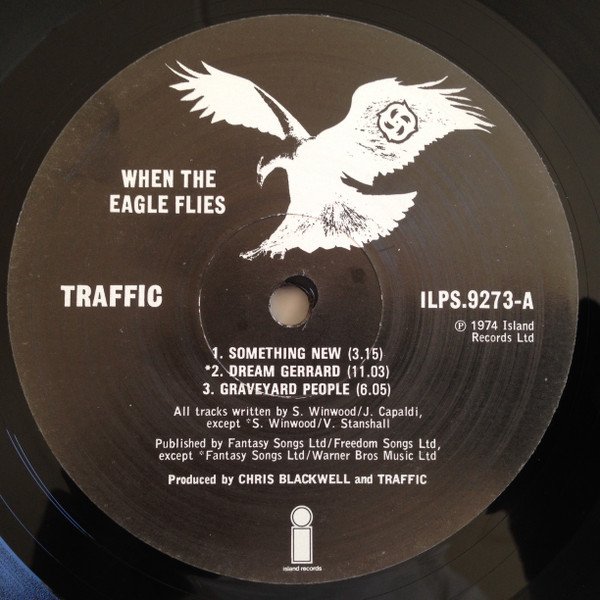 WHEN THE
EAGLE FLIES
TRAFFIC
ILPS.9273-A
℗ 1974 Island
Records Ltd
1. SOMETHING NEW (3.15)
*2. DREAM GERRARD (11.03)
3. GRAVEYARD PEOPLE (6.05)
All tracks written by S. Winwood/J. Capaldi,
except *S. Winwood/V. Stanshall
Published by Fantasy Songs Ltd/Freedom Songs Ltd,
except *Fantasy Songs Ltd/Warner Bros Music Ltd
Produced by CHRIS BLACKWELL and TRAFFIC
i
island records